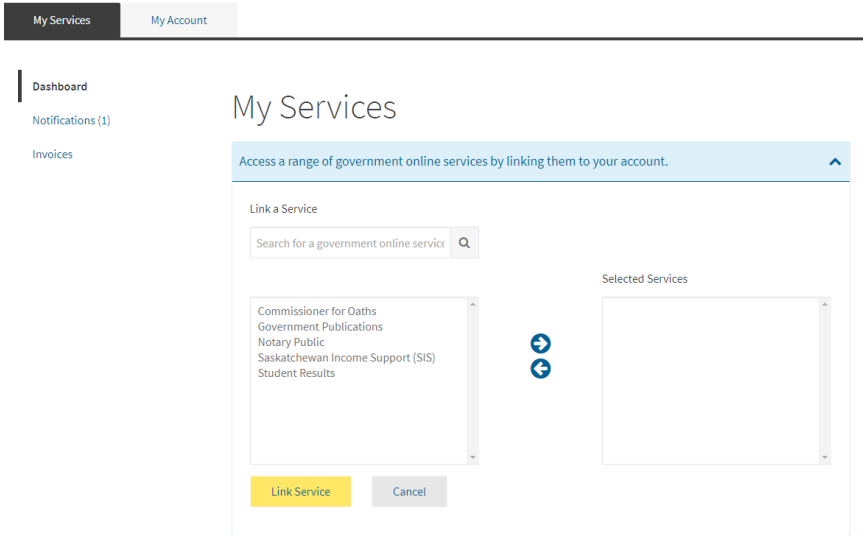 My Services
My Account
Dashboard
Notifications (1)
Invoices
My Services
Access a range of government online services by linking them to your account.
Link a Service
Search for a government online service
Selected Services
Commissioner for Oaths
Government Publications
Notary Public
Saskatchewan Income Support (SIS)
Student Results
Link Service
Cancel